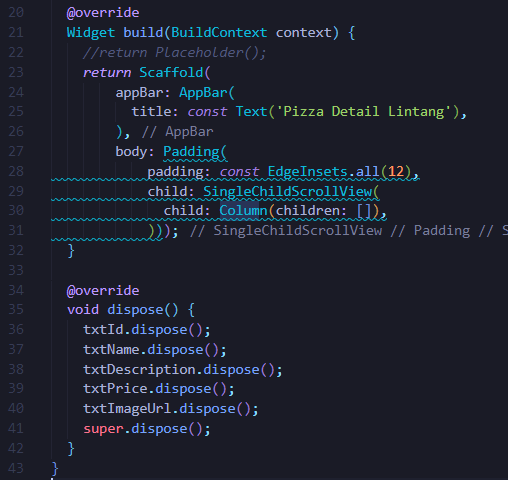 20 @override
21 Widget build(BuildContext context) {
22 //return Placeholder();
23 return Scaffold(
24 appBar: AppBar(
25 title: const Text('Pizza Detail Lintang'),
26 ), // AppBar
27 body: Padding(
28 padding: const EdgeInsets.all(12),
29 child: SingleChildScrollView(
30 child: Column(children: []),
31 ))); // SingleChildScrollView // Padding // S
32 }
33
34 @override
35 void dispose() {
36 txtId.dispose();
37 txtName.dispose();
38 txtDescription.dispose();
39 txtPrice.dispose();
40 txtImageUrl.dispose();
41 super.dispose();
42 }
43 }